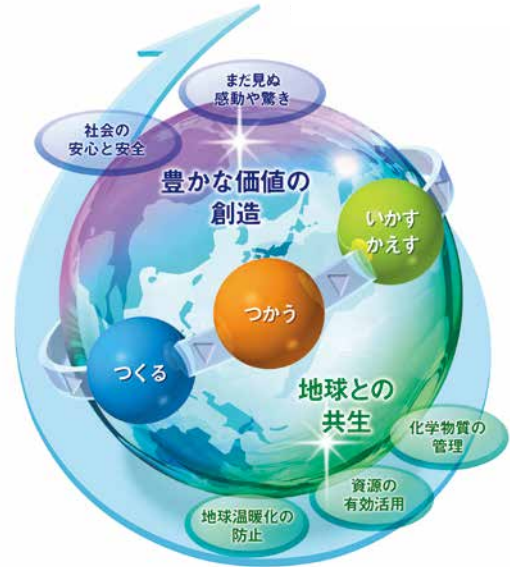 まだ見ぬ
感動や驚き
社会の
安心と安全
豊かな価値の
創造
いかす
かえす
つかう
つくる
地球との
共生
化学物質の
管理
資源の
有効活用
地球温暖化の
防止